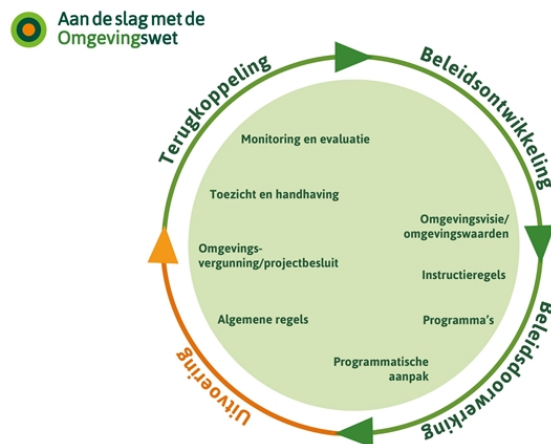 Aan de slag met de
Omgevingswet
Terugkoppeling
Beleidsontwikkeling
Monitoring en evaluatie
Toezicht en handhaving
Omgevingsvisie/
omgevingswaarden
Omgevings-
vergunning/projectbesluit
Instructieregels
Algemene regels
Programma's
Programmatische
aanpak
Uitvoering
Beleidsdoorwerking